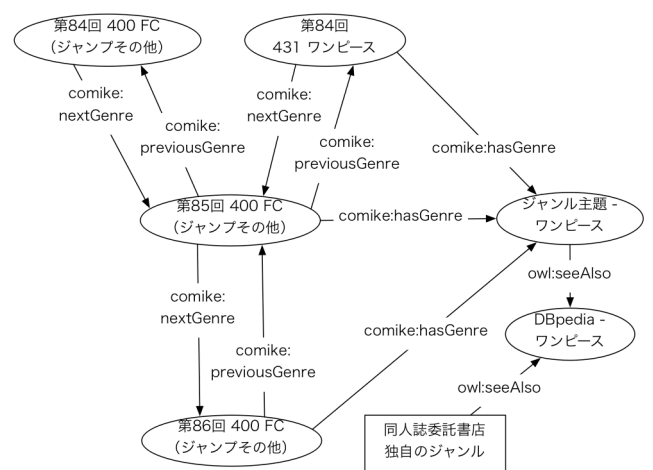 第84回 400 FC
（ジャンプその他）
第84回
431 ワンピース
comike:
nextGenre
comike:
previousGenre
comike:
nextGenre
comike:
previousGenre
comike:hasGenre
第85回 400 FC
（ジャンプその他）
comike:hasGenre
ジャンル主題 -
ワンピース
owl:seeAlso
comike:
nextGenre
comike:
previousGenre
comike:hasGenre
DBpedia -
ワンピース
owl:seeAlso
第86回 400 FC
（ジャンプその他）
同人誌委託書店
独自のジャンル